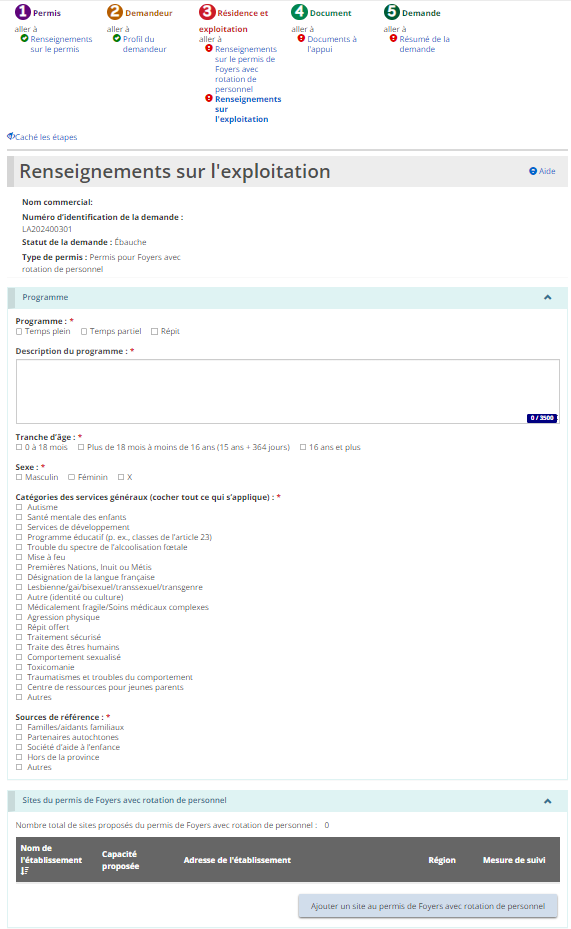 1 Permis
aller à
Renseignements
sur le permis
2 Demandeur
aller à
Profil du
demandeur
3 Résidence et
exploitation
aller à
Renseignements
sur le permis de
Foyers avec
rotation de
personnel
Renseignements
sur
l'exploitation
4 Document
aller à
Documents à
l'appui
5 Demande
aller à
Résumé de la
demande
Caché les étapes
Renseignements sur l'exploitation
Aide
Nom commercial:
Numéro d'identification de la demande :
LA202400301
Statut de la demande : Ébauche
Type de permis : Permis pour Foyers avec
rotation de personnel
Programme
Programme : *
Temps plein Temps partiel Répit
Description du programme : *
0 / 3500
Tranche d'âge : *
0 à 18 mois Plus de 18 mois à moins de 16 ans (15 ans + 364 jours) 16 ans et plus
Sexe : *
Masculin Féminin X
Catégories des services généraux (cocher tout ce qui s'applique) : *
Autisme
Santé mentale des enfants
Services de développement
Programme éducatif (p. ex., classes de l'article 23)
Trouble du spectre de l'alcoolisation fœtale
Mise à feu
Premières Nations, Inuit ou Métis
Désignation de la langue française
Lesbienne/gai/bisexuel/transsexuel/transgenre
Autre (identité ou culture)
Médicalement fragile/Soins médicaux complexes
Agression physique
Répit offert
Traitement sécurisé
Traite des êtres humains
Comportement sexualisé
Toxicomanie
Traumatismes et troubles du comportement
Centre de ressources pour jeunes parents
Autres
Sources de référence : *
Familles/aidants familiaux
Partenaires autochtones
Société d'aide à l'enfance
Hors de la province
Autres
Sites du permis de Foyers avec rotation de personnel
Nombre total de sites proposés du permis de Foyers avec rotation de personnel : 0
Nom de
l'établissement
Capacité
proposée
Adresse de l'établissement
Région
Mesure de suivi
Ajouter un site au permis de Foyers avec rotation de personnel